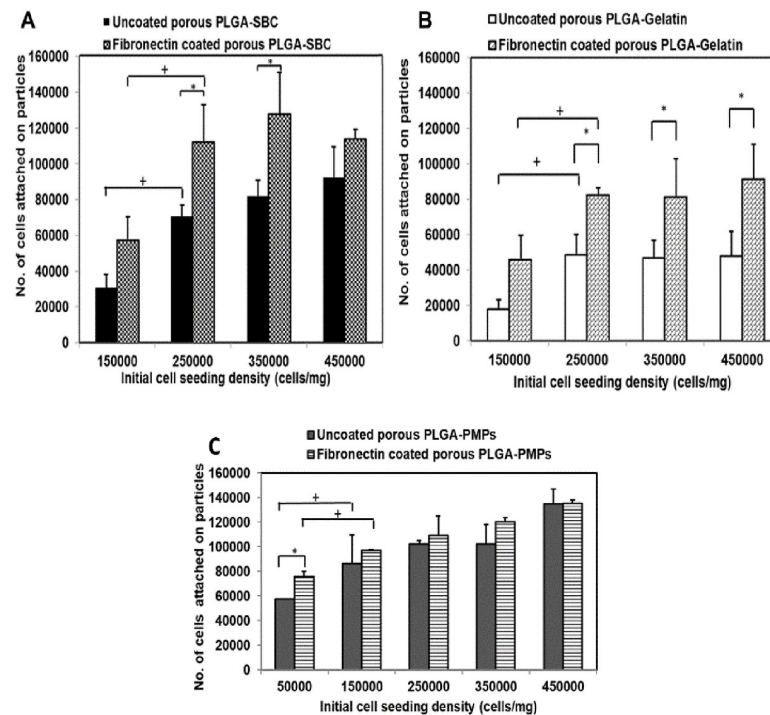 A
Uncoated porous PLGA-SBC
Fibronectin coated porous PLGA-SBC
No. of cells attached on particles
160000
140000
120000
100000
80000
60000
40000
20000
0
+
*
*
+
150000 250000 350000 450000
Initial cell seeding density (cells/mg)
B
Uncoated porous PLGA-Gelatin
Fibronectin coated porous PLGA-Gelatin
No. of cells attached on particles
160000
140000
120000
100000
80000
60000
40000
20000
0
+
*
*
*
+
150000 250000 350000 450000
Initial cell seeding density (cells/mg)
C
Uncoated porous PLGA-PMPs
Fibronectin coated porous PLGA-PMPs
No. of cells attached on particles
160000
140000
120000
100000
80000
60000
40000
20000
0
+
+
*
50000 150000 250000 350000 450000
Initial cell seeding density (cells/mg)